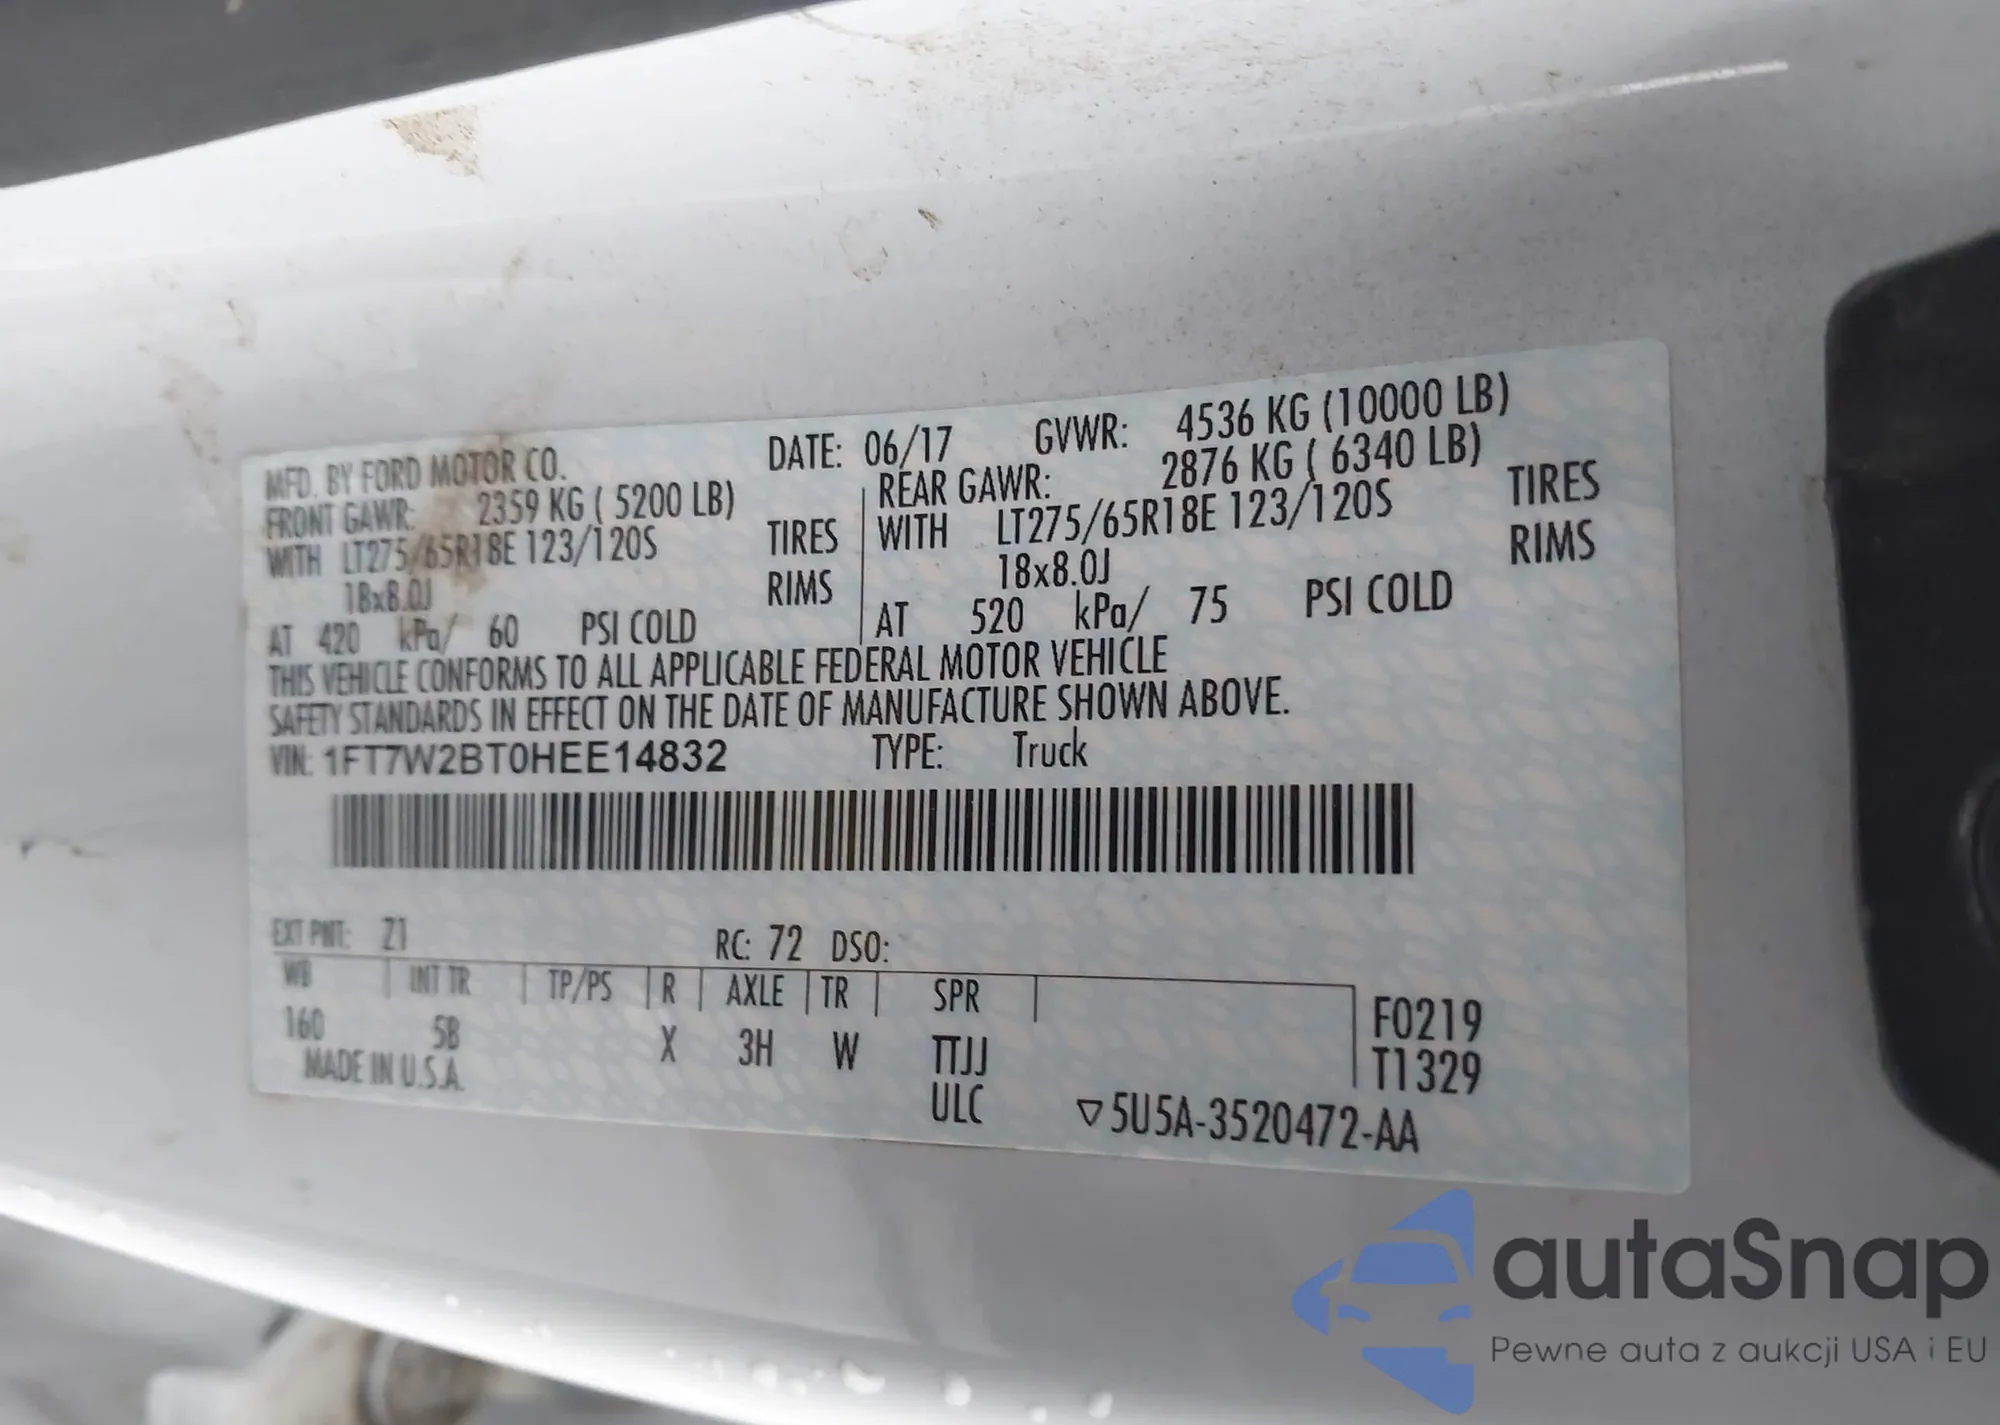 MFD. BY FORD MOTOR CO. DATE: 06/17 GVWR: 4536 KG (10000 LB)
FRONT GAWR: 2359 KG ( 5200 LB) REAR GAWR: 2876 KG ( 6340 LB)
WITH LT275/65R18E 123/120S TIRES WITH LT275/65R18E 123/120S TIRES
18x8.0J RIMS 18x8.0J RIMS
AT 420 kPa/ 60 PSI COLD AT 520 kPa/ 75 PSI COLD
THIS VEHICLE CONFORMS TO ALL APPLICABLE FEDERAL MOTOR VEHICLE
SAFETY STANDARDS IN EFFECT ON THE DATE OF MANUFACTURE SHOWN ABOVE.
VIN: 1FT7W2BT0HEE14832 TYPE: Truck
EXT PNT: Z1 RC: 72 DSO:
WB INT TR TP/PS R AXLE TR SPR F0219
160 5B X 3H W TTJJ T1329
MADE IN U.S.A. ULC ▽5U5A-3520472-AA
autaSnap
Pewne auta z aukcji USA i EU